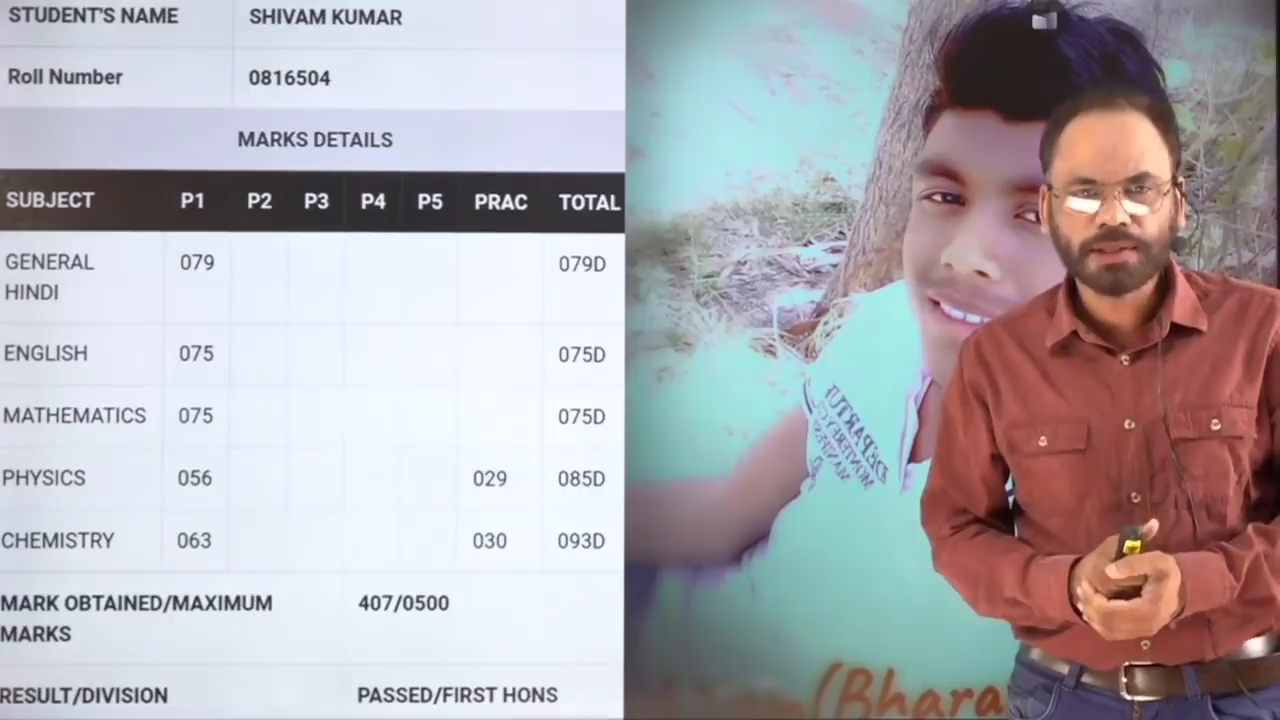 STUDENT'S NAME SHIVAM KUMAR
Roll Number 0816504
MARKS DETAILS
SUBJECT P1 P2 P3 P4 P5 PRAC TOTAL
GENERAL HINDI 079 079D
ENGLISH 075 075D
MATHEMATICS 075 075D
PHYSICS 056 029 085D
CHEMISTRY 063 030 093D
MARK OBTAINED/MAXIMUM MARKS 407/0500
RESULT/DIVISION PASSED/FIRST HONS
DEPARTU
(Bhara